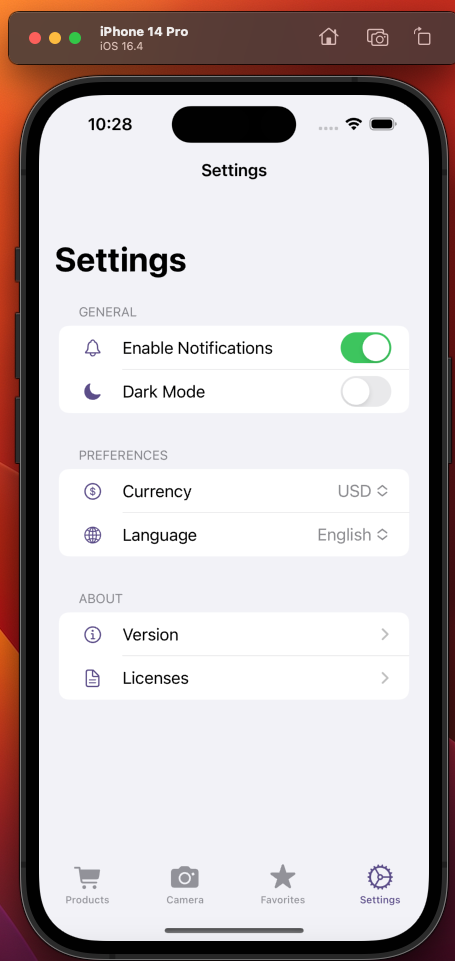 iPhone 14 Pro
iOS 16.4
10:28
Settings
Settings
GENERAL
Enable Notifications
Dark Mode
PREFERENCES
Currency USD
Language English
ABOUT
Version
Licenses
Products Camera Favorites Settings